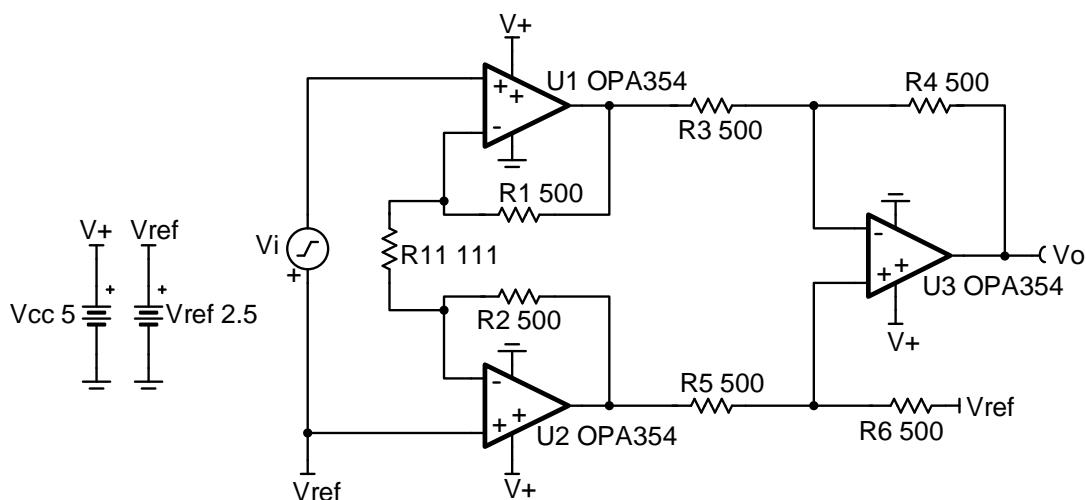 V+
U1 OPA354
+
+
-
R3 500
R4 500
R1 500
V+
Vref
Vi
+
R11 111
+
+
Vcc 5
Vref 2.5
-
+
+
Vo
U3 OPA354
R2 500
V+
-
+
+
R5 500
U2 OPA354
R6 500
Vref
Vref
V+